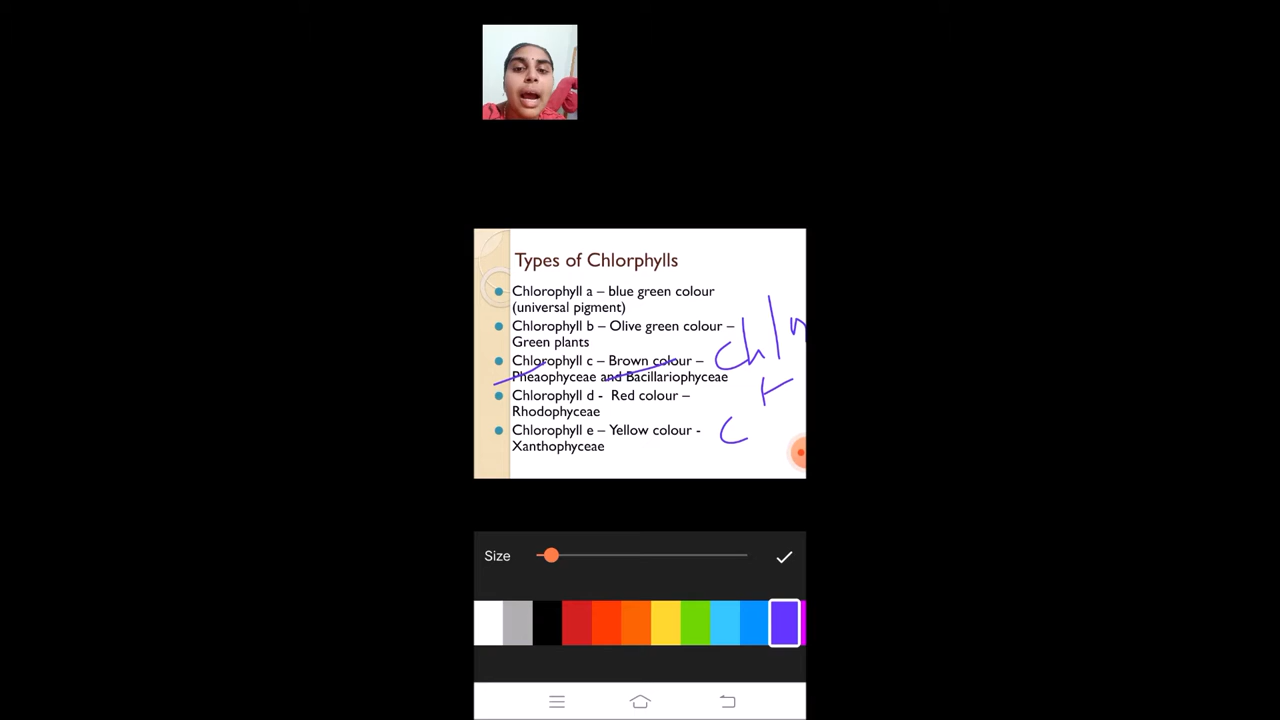 Types of Chlorphylls
Chlorophyll a – blue green colour
(universal pigment)
Chlorophyll b – Olive green colour –
Green plants
Chlorophyll c – Brown colour –
Pheaophyceae and Bacillariophyceae
Chlorophyll d - Red colour –
Rhodophyceae
Chlorophyll e – Yellow colour -
Xanthophyceae
Chl
+
C
Size